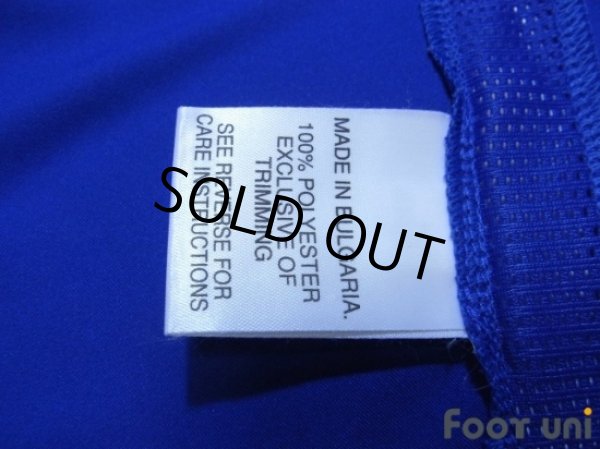 MADE IN BULGARIA.
100% POLYESTER
EXCLUSIVE OF
TRIMMING
SEE REVERSE FOR
CARE INSTRUCTIONS
SOLD OUT
FOOT UNI